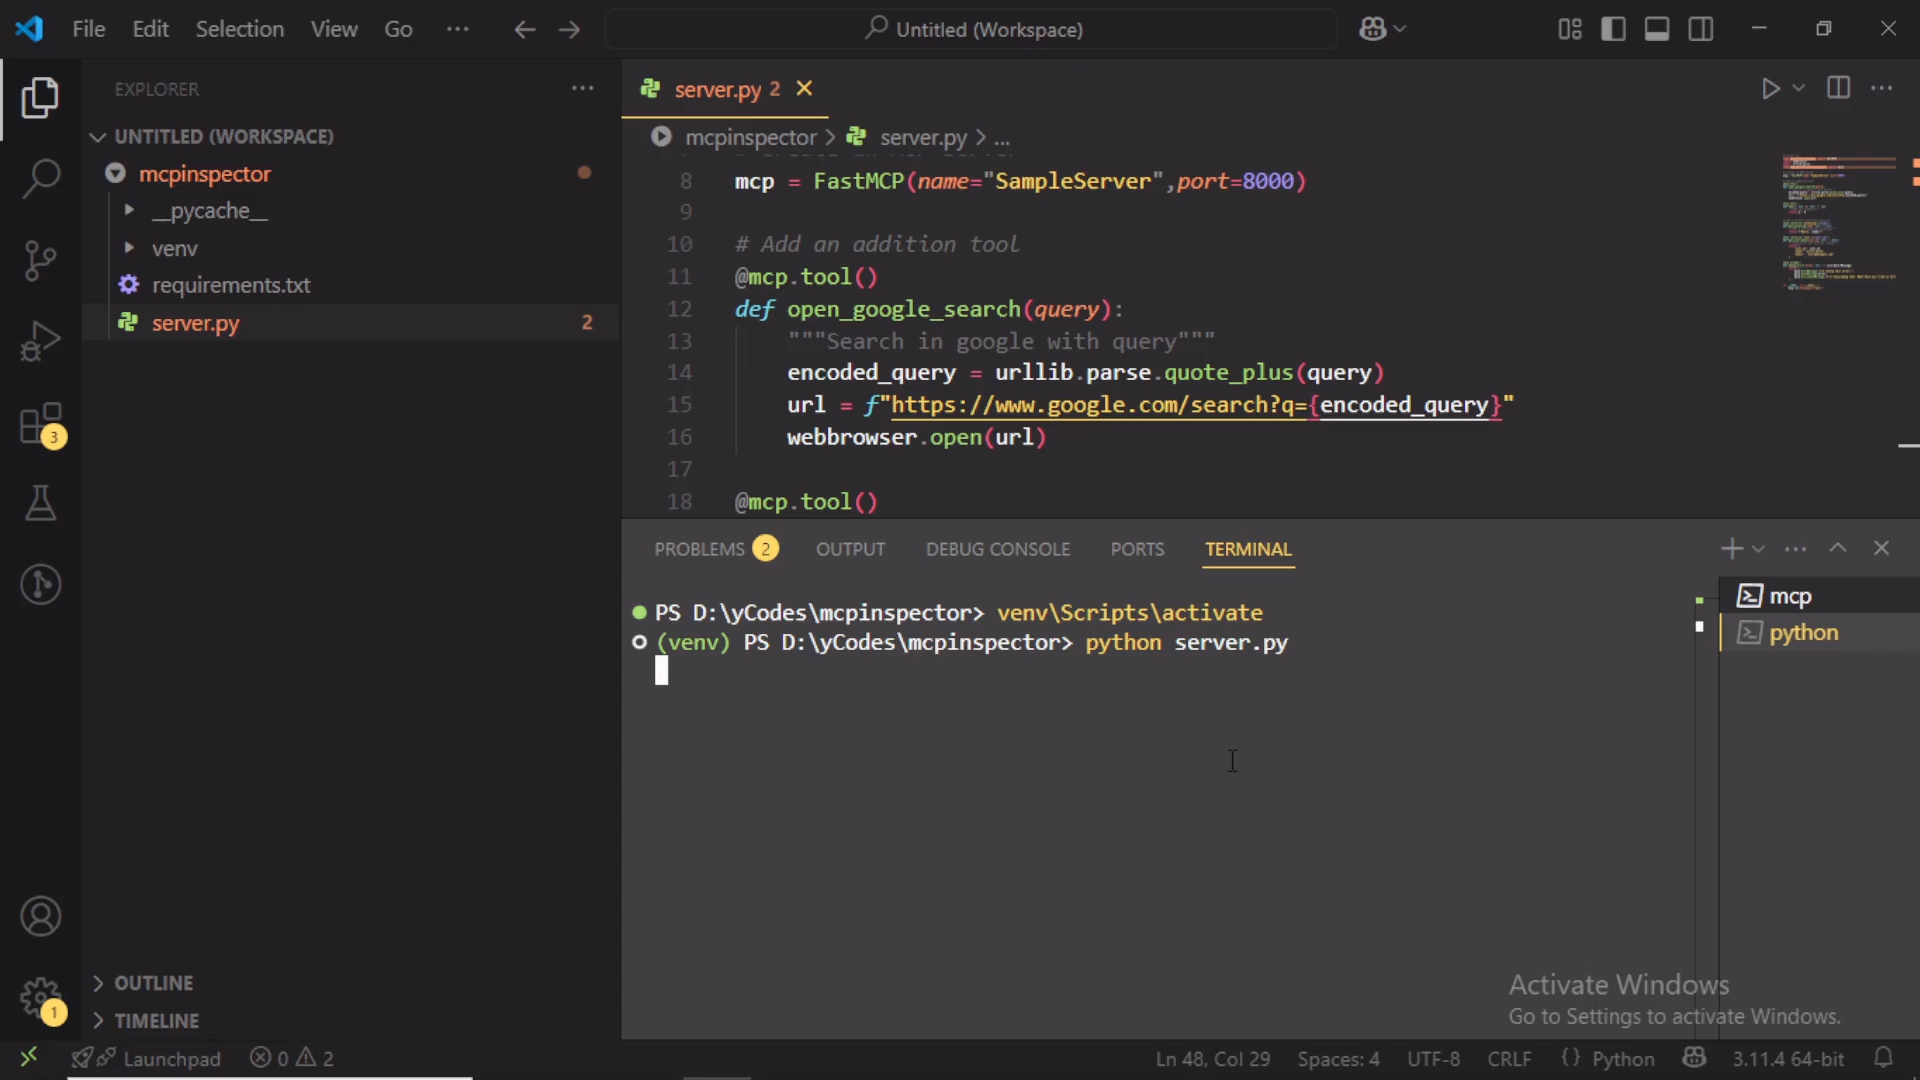 File Edit Selection View Go ···
Untitled (Workspace)
EXPLORER
UNTITLED (WORKSPACE)
mcpinspector
__pycache__
venv
requirements.txt
server.py 2
3
1
OUTLINE
TIMELINE
server.py 2
mcpinspector > server.py > ...
8 mcp = FastMCP(name="SampleServer",port=8000)
9
10 # Add an addition tool
11 @mcp.tool()
12 def open_google_search(query):
13 """Search in google with query"""
14 encoded_query = urllib.parse.quote_plus(query)
15 url = f"https://www.google.com/search?q={encoded_query}"
16 webbrowser.open(url)
17
18 @mcp.tool()
PROBLEMS 2 OUTPUT DEBUG CONSOLE PORTS TERMINAL
PS D:\yCodes\mcpinspector> venv\Scripts\activate
(venv) PS D:\yCodes\mcpinspector> python server.py
mcp
python
Activate Windows
Go to Settings to activate Windows.
Launchpad 0 2 Ln 48, Col 29 Spaces: 4 UTF-8 CRLF {} Python 3.11.4 64-bit